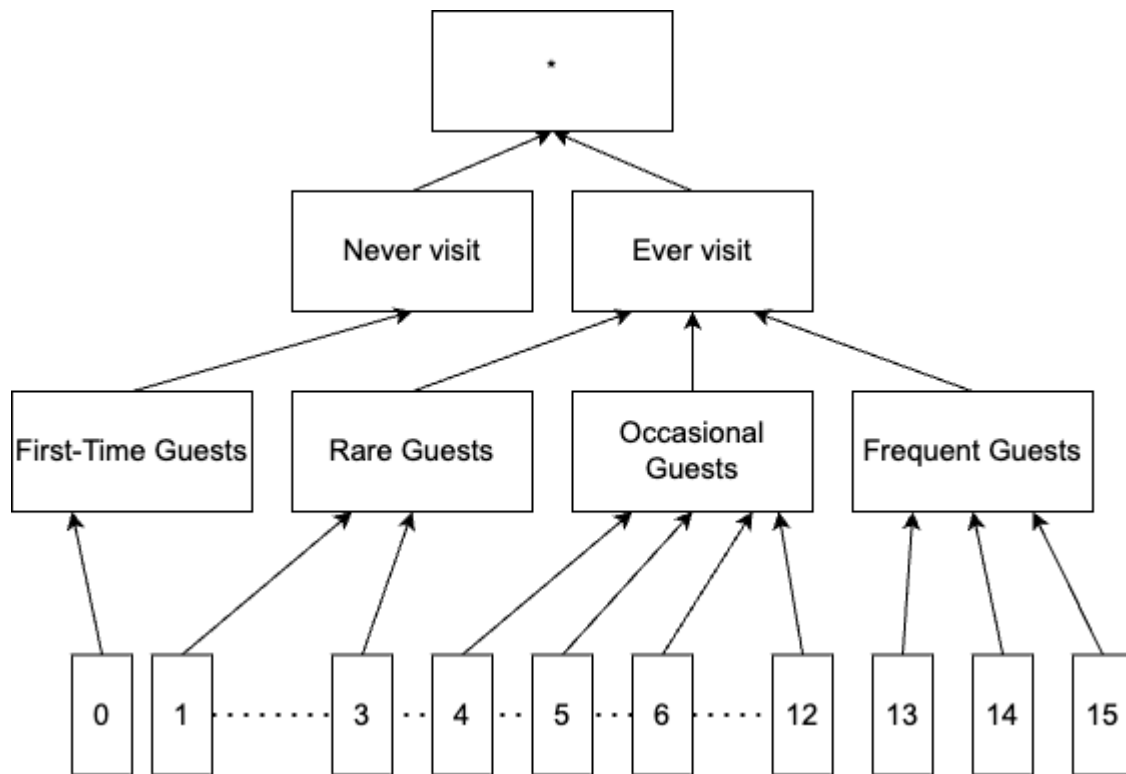 *
Never visit
Ever visit
First-Time Guests
Rare Guests
Occasional
Guests
Frequent Guests
0
1
3
4
5
6
12
13
14
15